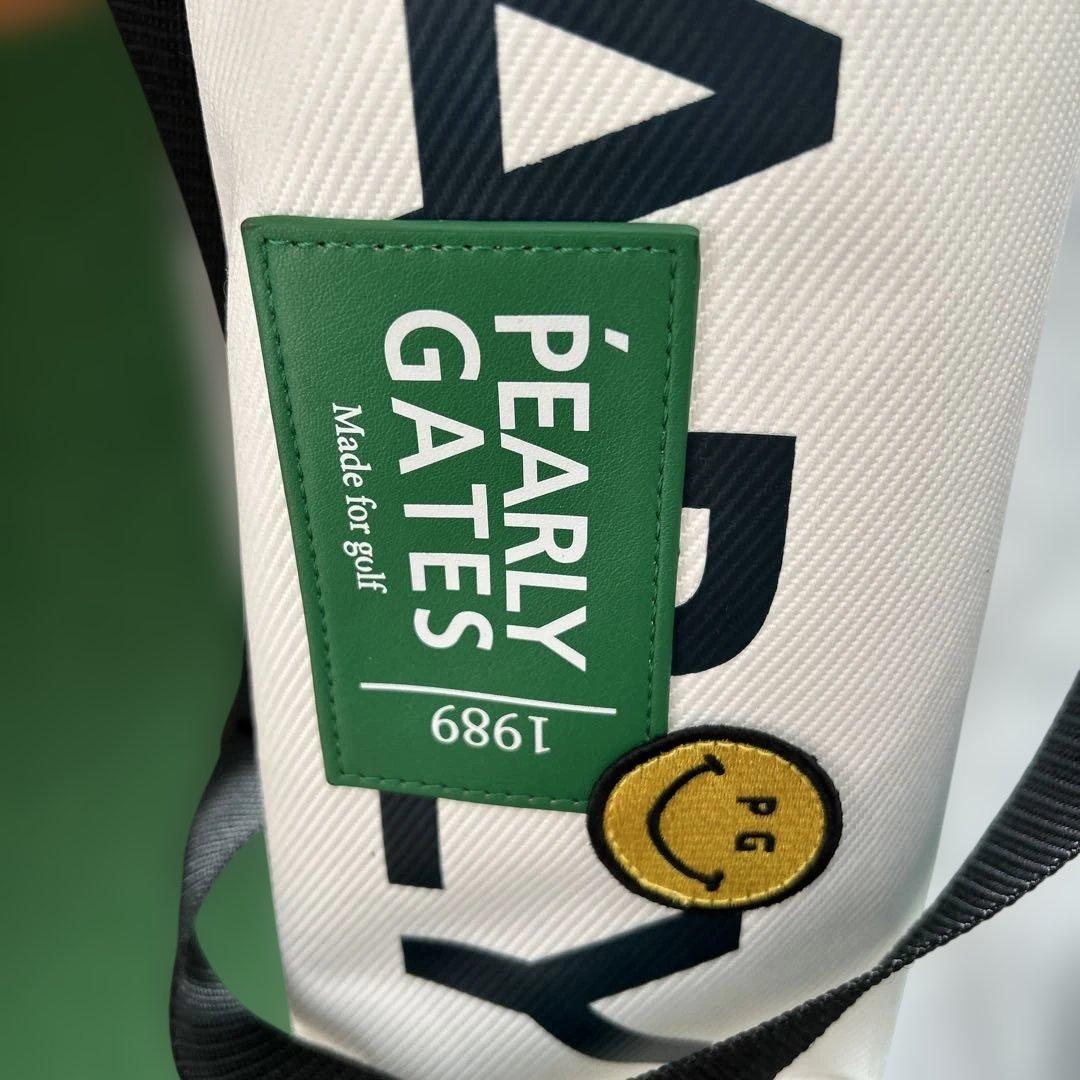 PEARLY
GATES
Made for golf
1989
PG